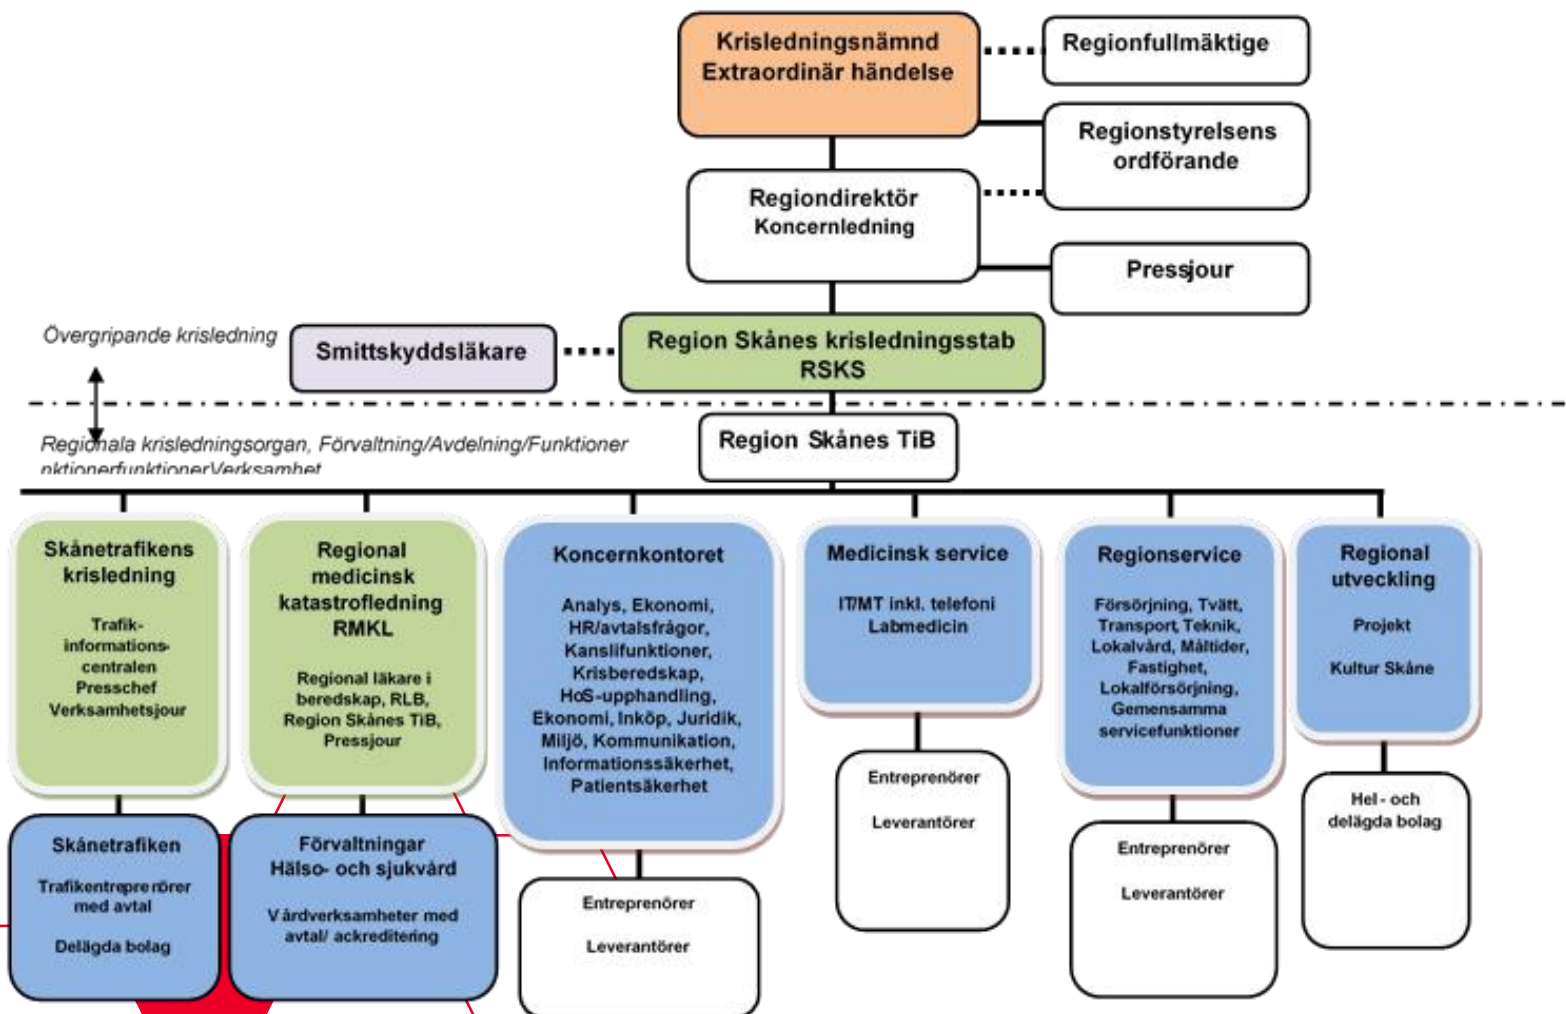 Krisledningsnämnd
Extraordinär händelse
Regionfullmäktige
Regionstyrelsens
ordförande
Regiondirektör
Koncernledning
Pressjour
Övergripande krisledning
Smittskyddsläkare
Region Skånes krisledningsstab
RSKS
Regionala krisledningsorgan, Förvaltning/Avdelning/Funktioner
nktionerfunktionerVerksamhet
Region Skånes TiB
Skånetrafikens
krisledning
Trafik-
informations-
centralen
Presschef
Verksamhetsjour
Regional
medicinsk
katastrofledning
RMKL
Regional läkare i
beredskap, RLB,
Region Skånes TiB,
Pressjour
Koncernkontoret
Analys, Ekonomi,
HR/avtalsfrågor,
Kanslifunktioner,
Krisberedskap,
HoS-upphandling,
Ekonomi, Inköp, Juridik,
Miljö, Kommunikation,
Informationssäkerhet,
Patientsäkerhet
Medicinsk service
IT/MT inkl. telefoni
Labmedicin
Regionservice
Försörjning, Tvätt,
Transport, Teknik,
Lokalvård, Måltider,
Fastighet,
Lokalförsörjning,
Gemensamma
servicefunktioner
Regional
utveckling
Projekt
Kultur Skåne
Skånetrafiken
Trafikentreprenörer
med avtal
Delägda bolag
Förvaltningar
Hälso- och sjukvård
Vårdverksamheter med
avtal/ ackreditering
Entreprenörer
Leverantörer
Entreprenörer
Leverantörer
Entreprenörer
Leverantörer
Hel- och
delägda bolag